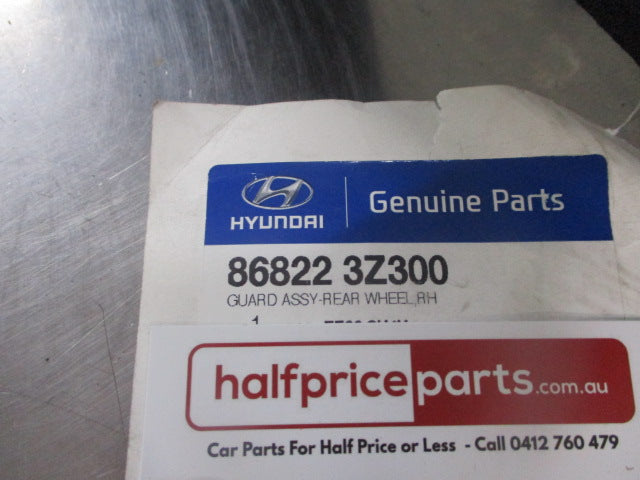 HYUNDAI
Genuine Parts
86822 3Z300
GUARD ASSY-REAR WHEEL,RH
1
halfpriceparts.com.au
Car Parts For Half Price or Less - Call 0412 760 479